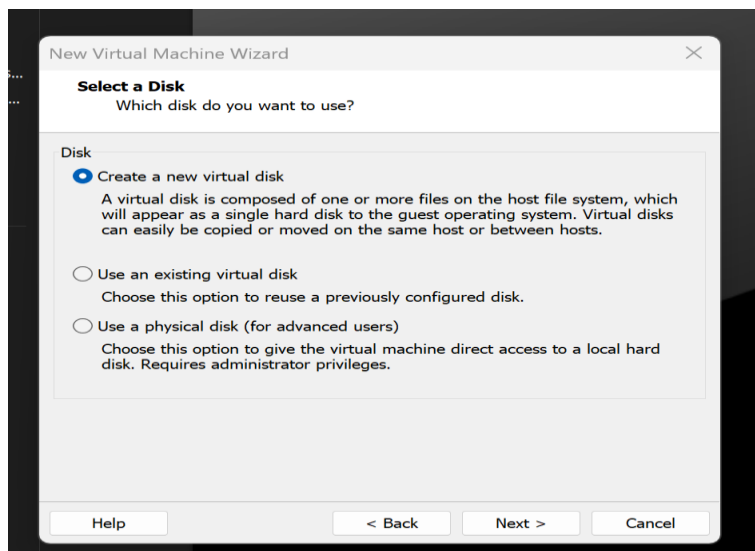 New Virtual Machine Wizard
s...
...
Select a Disk
Which disk do you want to use?
Disk
Create a new virtual disk
A virtual disk is composed of one or more files on the host file system, which
will appear as a single hard disk to the guest operating system. Virtual disks
can easily be copied or moved on the same host or between hosts.
Use an existing virtual disk
Choose this option to reuse a previously configured disk.
Use a physical disk (for advanced users)
Choose this option to give the virtual machine direct access to a local hard
disk. Requires administrator privileges.
Help
< Back
Next >
Cancel